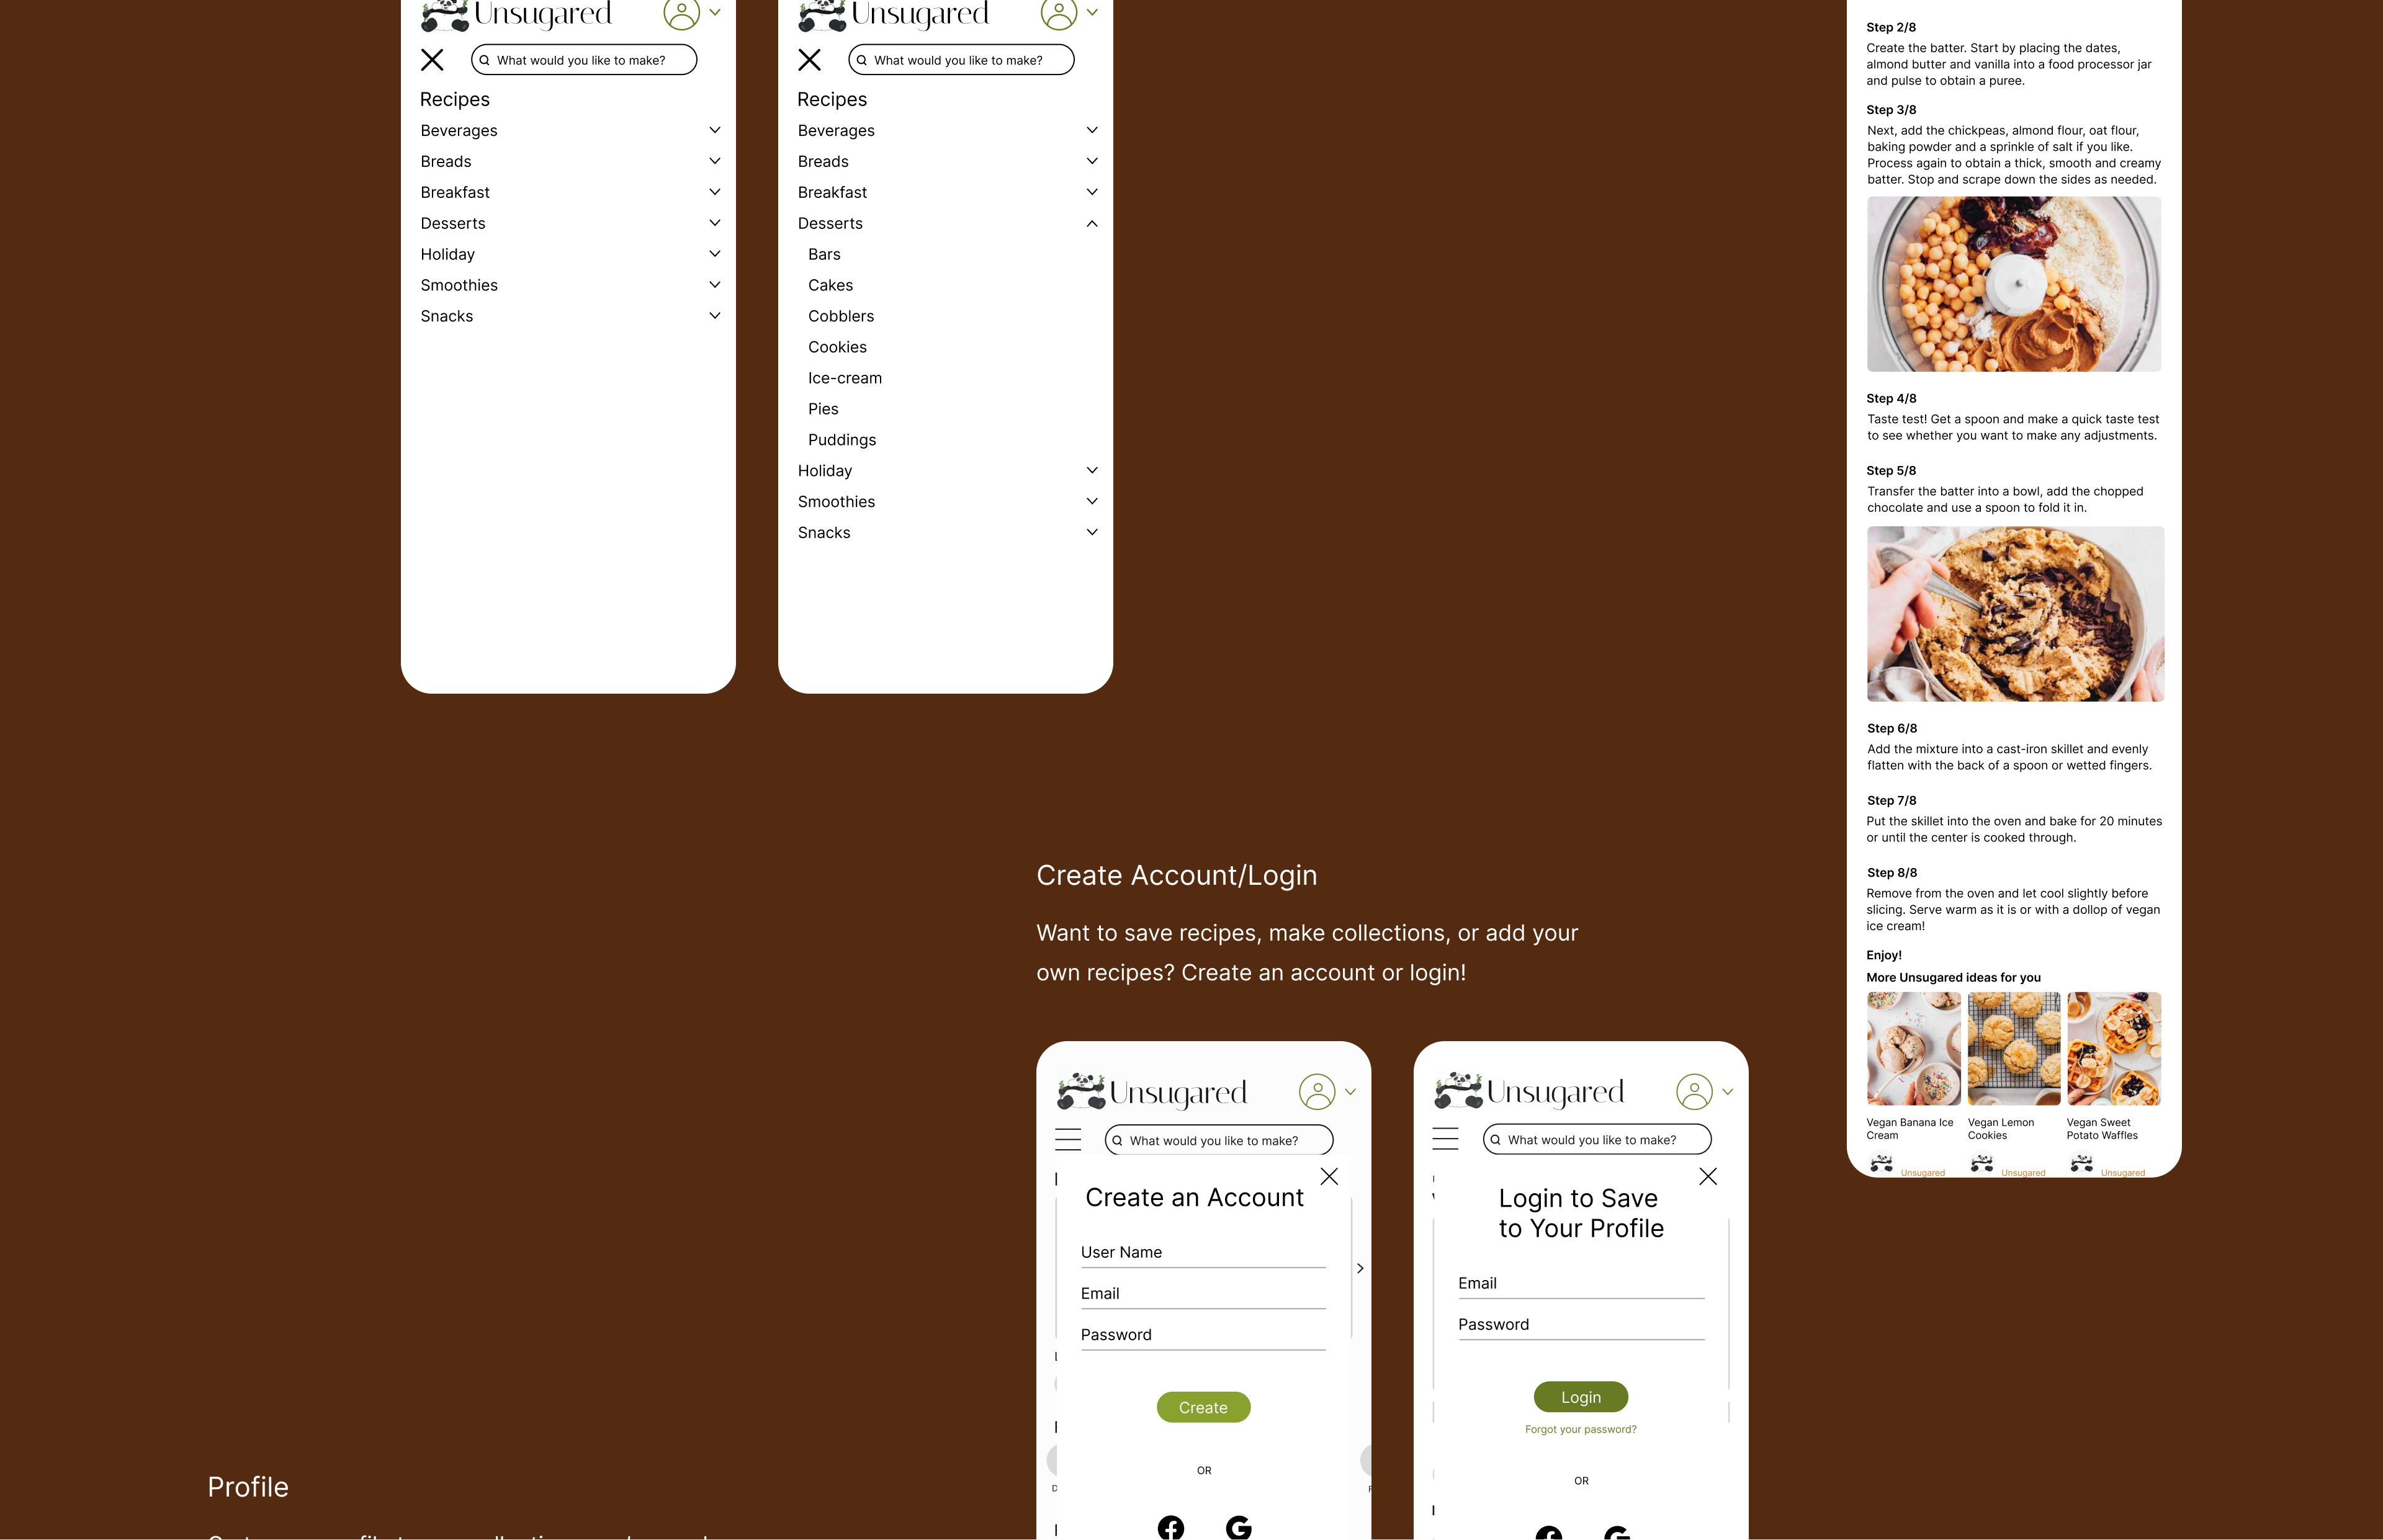 Unsugared
What would you like to make?
Recipes
Beverages
Breads
Breakfast
Desserts
Holiday
Smoothies
Snacks
Unsugared
What would you like to make?
Recipes
Beverages
Breads
Breakfast
Desserts
Bars
Cakes
Cobblers
Cookies
Ice-cream
Pies
Puddings
Holiday
Smoothies
Snacks
Step 2/8
Create the batter. Start by placing the dates,
almond butter and vanilla into a food processor jar
and pulse to obtain a puree.
Step 3/8
Next, add the chickpeas, almond flour, oat flour,
baking powder and a sprinkle of salt if you like.
Process again to obtain a thick, smooth and creamy
batter. Stop and scrape down the sides as needed.
Step 4/8
Taste test! Get a spoon and make a quick taste test
to see whether you want to make any adjustments.
Step 5/8
Transfer the batter into a bowl, add the chopped
chocolate and use a spoon to fold it in.
Step 6/8
Add the mixture into a cast-iron skillet and evenly
flatten with the back of a spoon or wetted fingers.
Step 7/8
Put the skillet into the oven and bake for 20 minutes
or until the center is cooked through.
Step 8/8
Remove from the oven and let cool slightly before
slicing. Serve warm as it is or with a dollop of vegan
ice cream!
Enjoy!
More Unsugared ideas for you
Vegan Banana Ice
Cream
Vegan Lemon
Cookies
Vegan Sweet
Potato Waffles
Unsugared
Unsugared
Unsugared
Create Account/Login
Want to save recipes, make collections, or add your
own recipes? Create an account or login!
Unsugared
What would you like to make?
Create an Account
User Name
Email
Password
Create
OR
Unsugared
What would you like to make?
Login to Save
to Your Profile
Email
Password
Login
Forgot your password?
OR
Profile